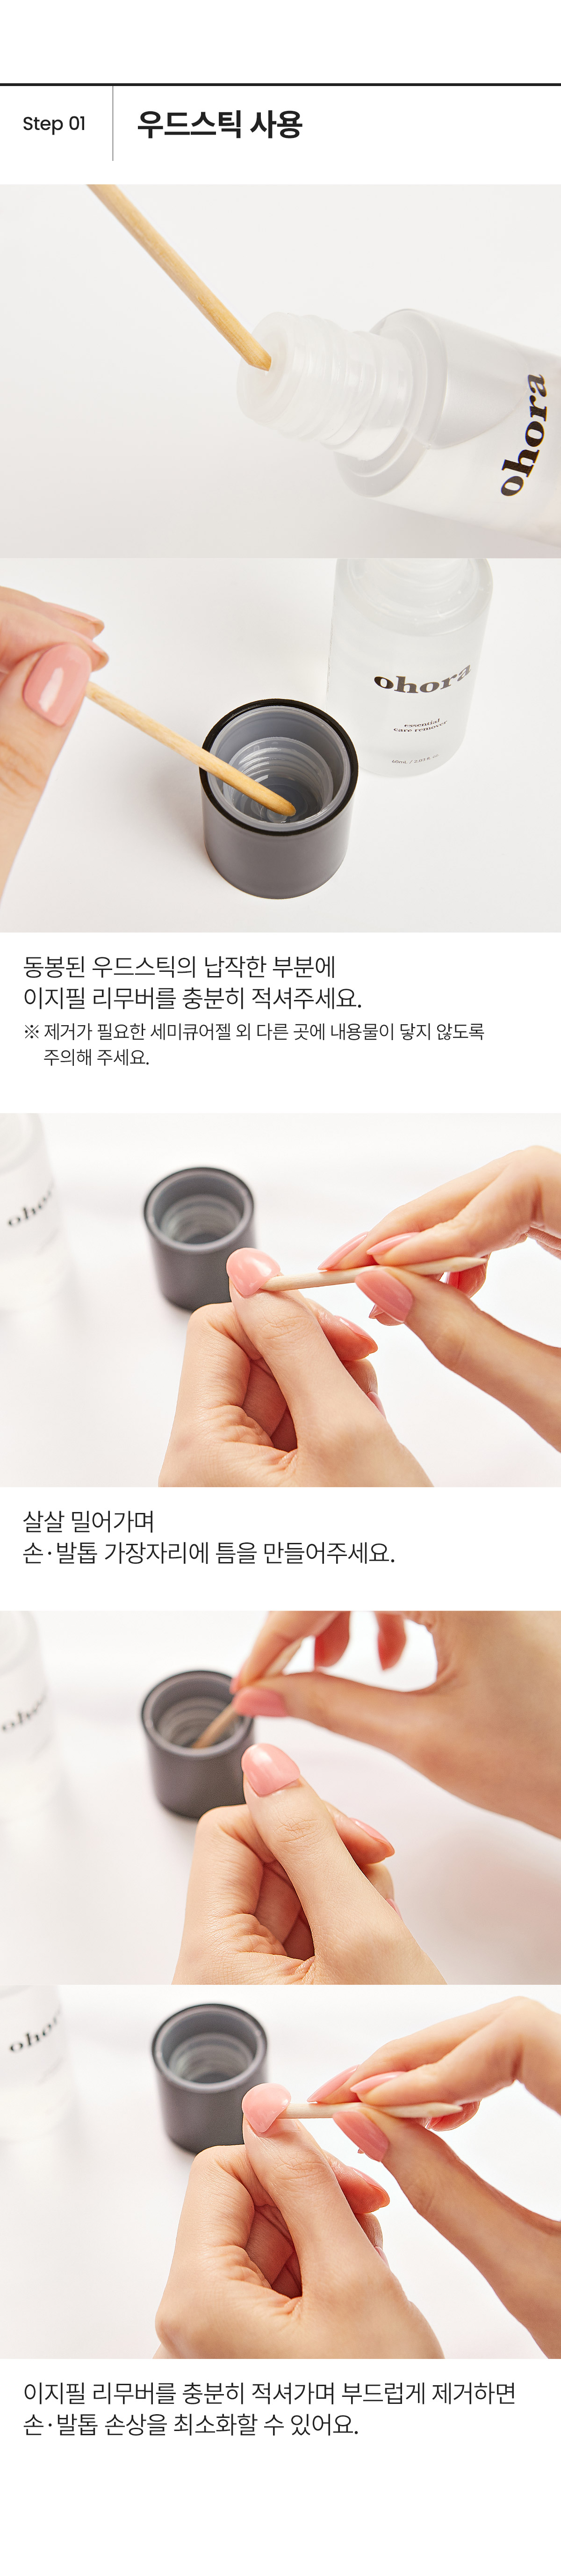 Step 01
우드스틱 사용
ohora
ohora
essential
care remover
동봉된 우드스틱의 납작한 부분에
이지필 리무버를 충분히 적셔주세요.
※ 제거가 필요한 세미큐어젤 외 다른 곳에 내용물이 닿지 않도록
주의해 주세요.
살살 밀어가며
손·발톱 가장자리에 틈을 만들어주세요.
이지필 리무버를 충분히 적셔가며 부드럽게 제거하면
손·발톱 손상을 최소화할 수 있어요.